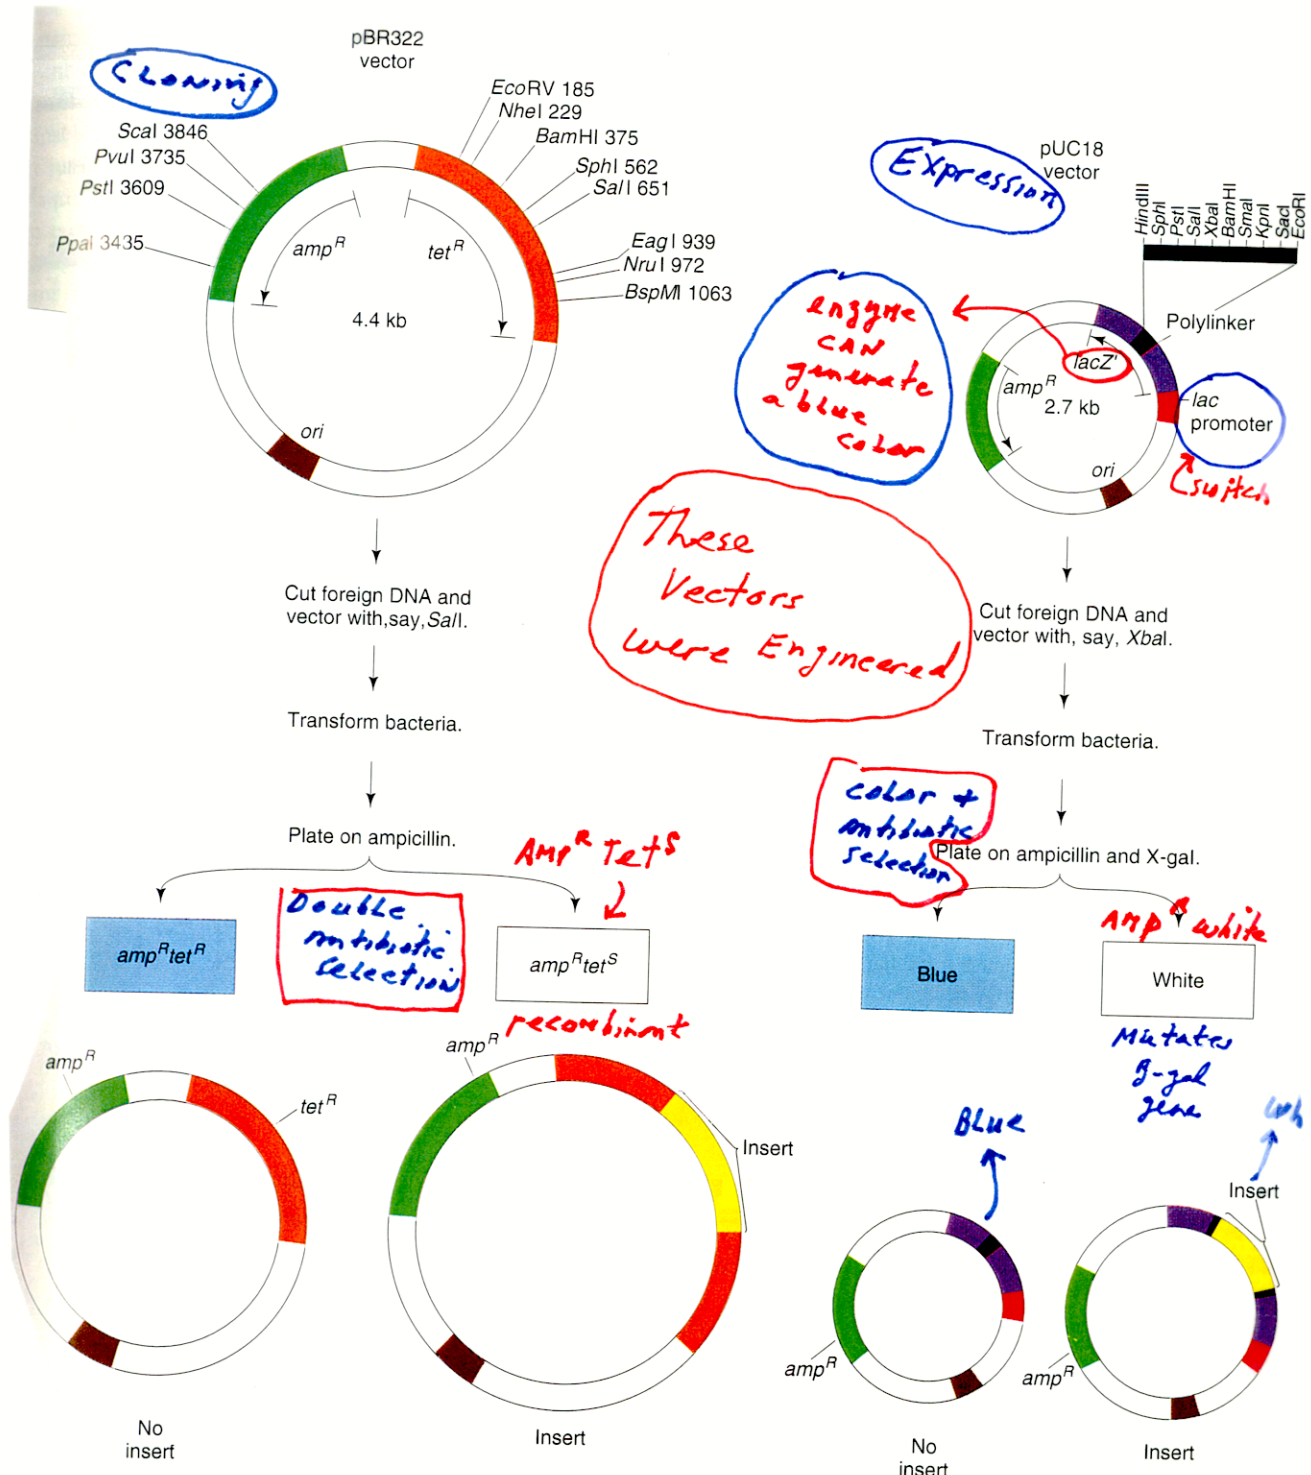 CLONing
pBR322
vector
EcoRV 185
NheI 229
BamHI 375
SphI 562
SalI 651
EagI 939
NruI 972
BspMI 1063
ScaI 3846
PvuI 3735
PstI 3609
PpaI 3435
amp^R
tet^R
4.4 kb
ori
Cut foreign DNA and
vector with,say,SalI.
Transform bacteria.
Plate on ampicillin.
AMP^R Tet^S
Double
Antibiotic
Selection
amp^R tet^R
amp^R tet^S
recombinant
amp^R
tet^R
No
insert
amp^R
Insert
Insert
Expression
pUC18
vector
HindIII
SphI
PstI
SalI
XbaI
BamHI
SmaI
KpnI
SacI
EcoRI
Polylinker
enzyme
CAN
generate
a blue
color
lacZ'
amp^R
2.7 kb
lac
promoter
ori
switch
These
Vectors
were Engineered
Cut foreign DNA and
vector with, say, XbaI.
Transform bacteria.
color +
antibiotic
selection
Plate on ampicillin and X-gal.
AMP^R white
Blue
White
Mutates
β-gal
gene
BLue
amp^R
No
insert
Insert
amp^R
Insert